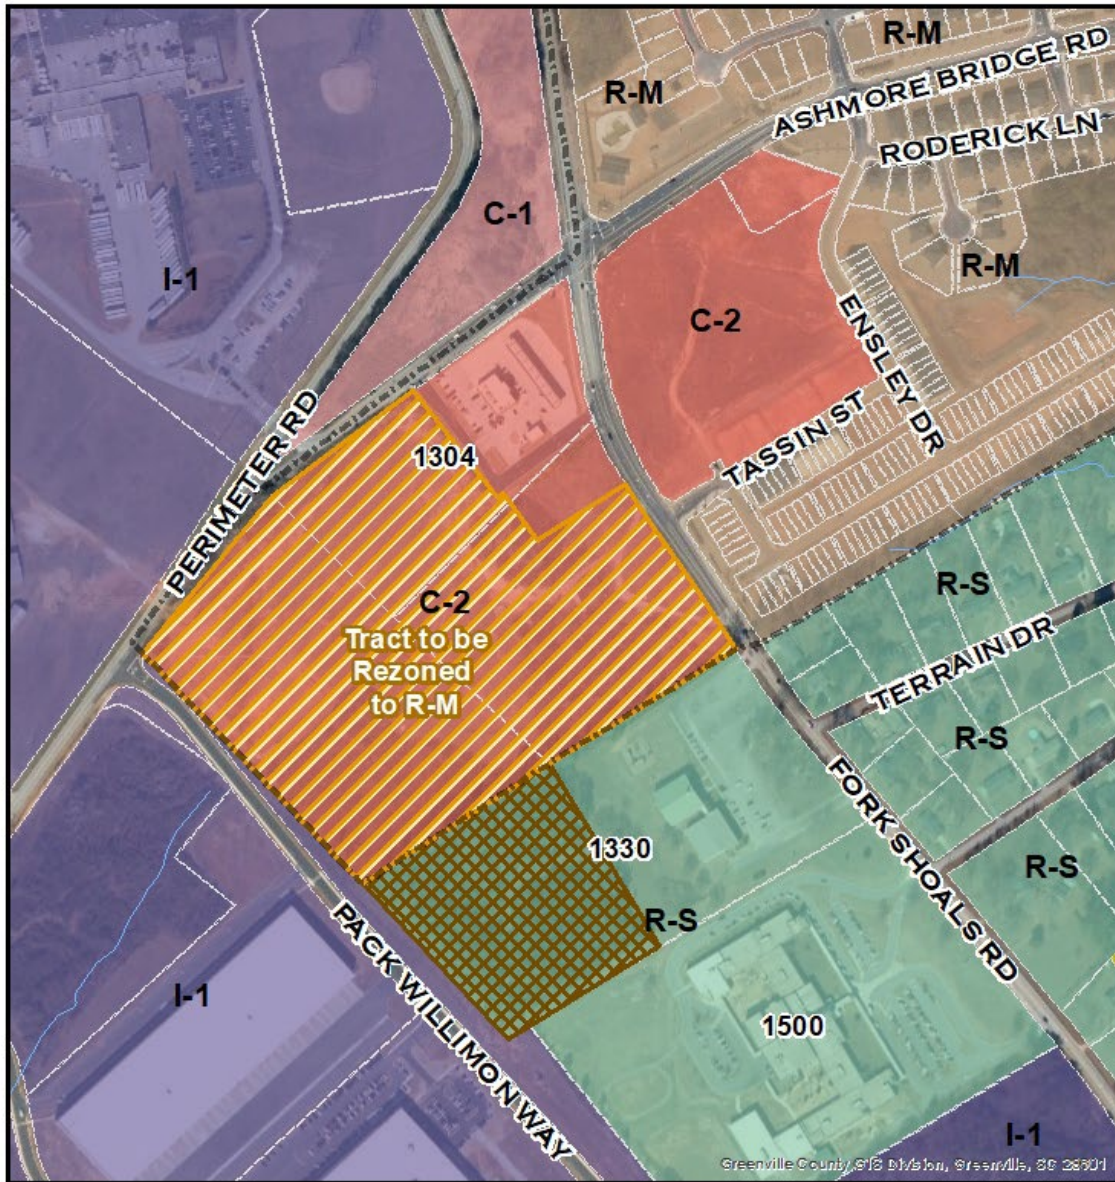 R-M
R-M
ASHMORE BRIDGE RD
RODERICK LN
C-1
I-1
R-M
C-2
ENSLEY DR
PERIMETER RD
1304
TASSIN ST
R-S
C-2
Tract to be
Rezoned
to R-M
TERRAIN DR
R-S
FORK SHOALS RD
1330
R-S
R-S
PACK WILLIMON WAY
I-1
1500
I-1
Greenville County GIS Division, Greenville, SC 29601